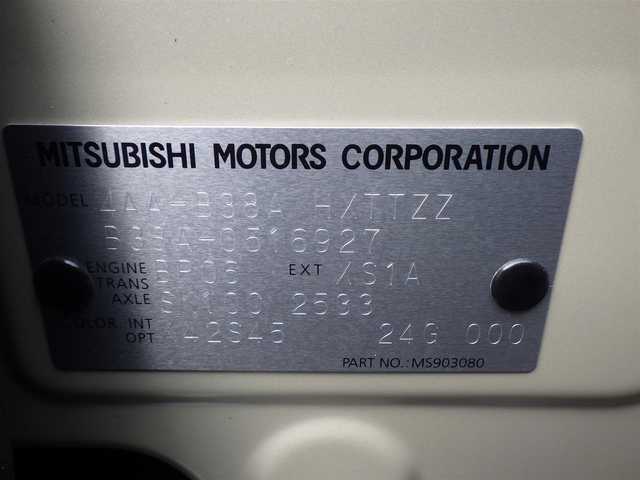 MITSUBISHI MOTORS CORPORATION
MODEL 4AA-B38A HXTTZZ
B38A-0516927
ENGINE BR06 EXT XS1A
TRANS
AXLE 2593
COLOR. INT
OPT 42S45 24G 000
PART NO.: MS903080